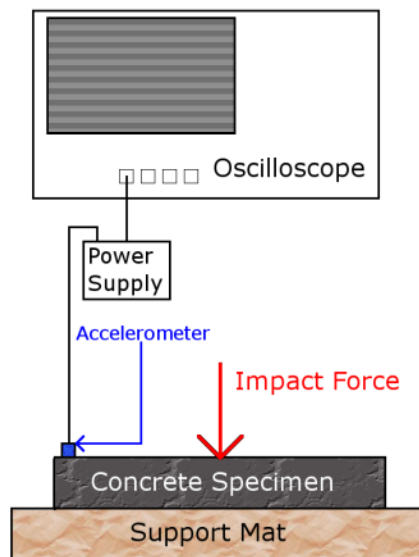 Oscilloscope
Power
Supply
Accelerometer
Impact Force
Concrete Specimen
Support Mat